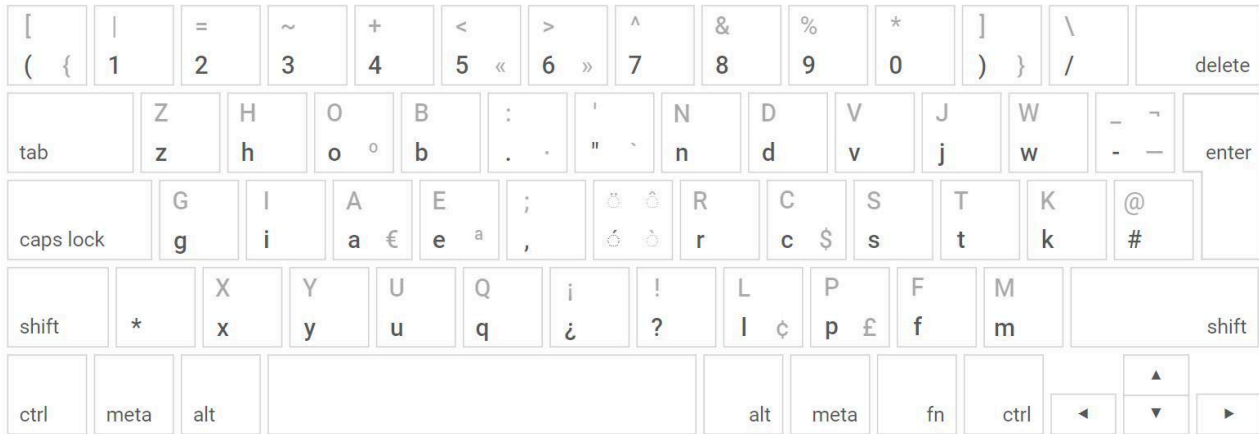 [ | = ~ + < > ^ & % * ] \
( { 1 2 3 4 5 « 6 » 7 8 9 0 ) } / delete
Z H O B : ' N D V J W _ ¬
tab z h o º b . · " ` n d v j w - — enter
G I A E ; ¨ ^ R C S T K @
caps lock g i a € e ª , ´ ` r c $ s t k #
X Y U Q ¡ ! L P F M
shift * x y u q ¿ ? l ¢ p £ f m shift
ctrl meta alt alt meta fn ctrl ◄ ▲ ▼ ►